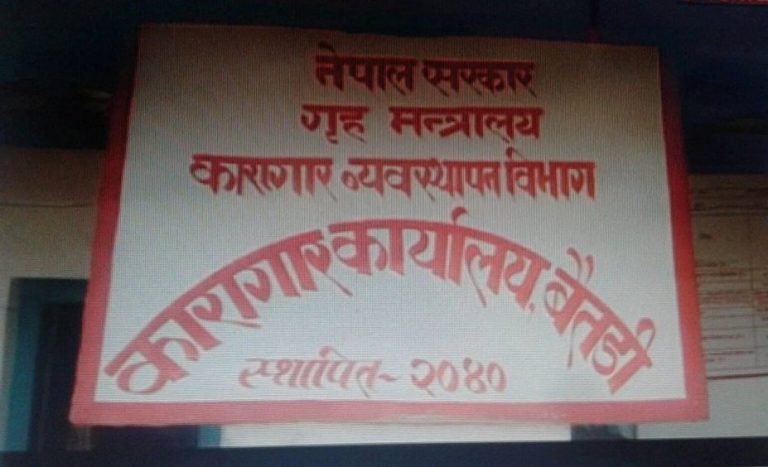 नेपाल सरकार
गृह मन्त्रालय
कारागार व्यवस्थापन विभाग
कारागार कार्यालय, बैतडी
स्थापित- २०४०